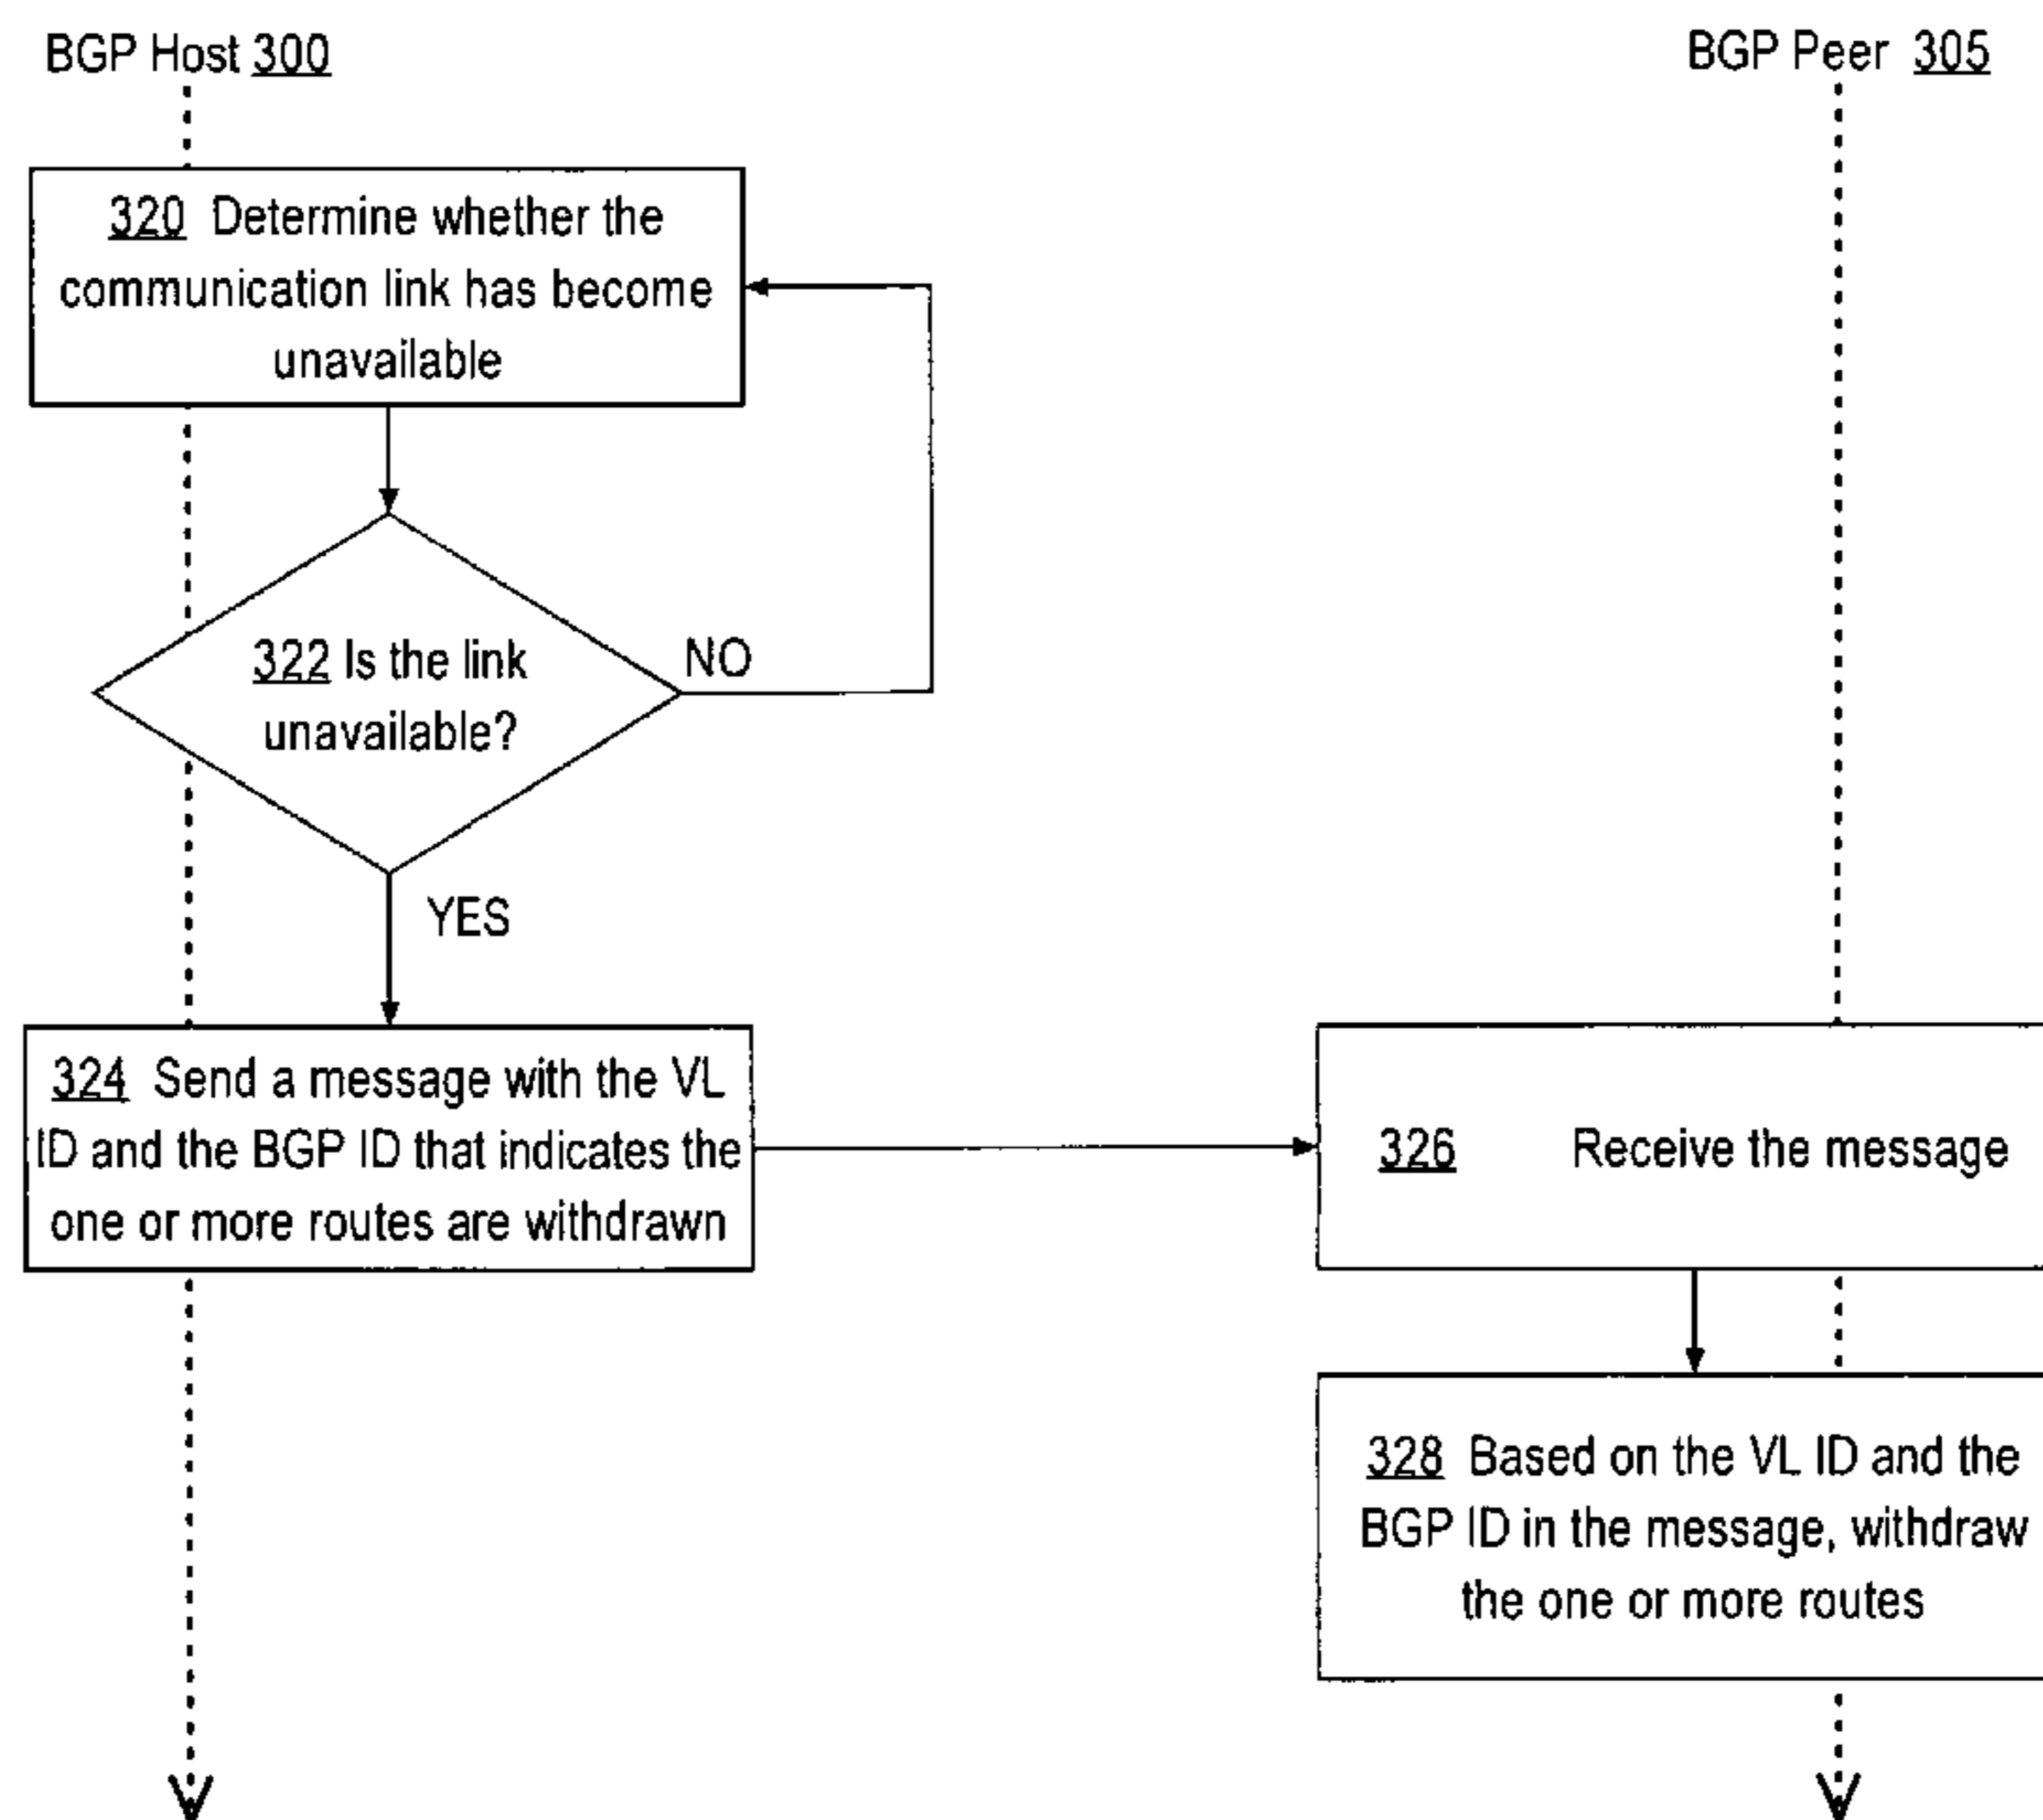 BGP Host 300
BGP Peer 305
320 Determine whether the
communication link has become
unavailable
322 Is the link
unavailable?
NO
YES
324 Send a message with the VL
ID and the BGP ID that indicates the
one or more routes are withdrawn
326 Receive the message
328 Based on the VL ID and the
BGP ID in the message, withdraw
the one or more routes